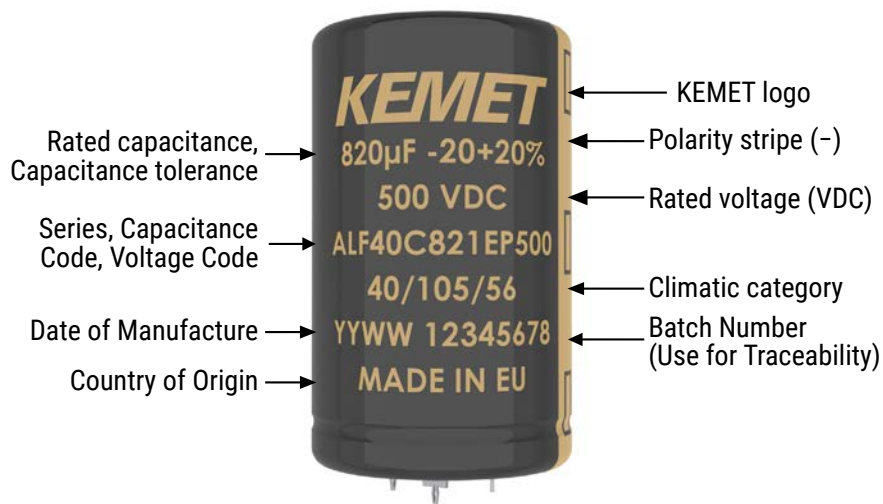 KEMET
820µF -20+20%
500 VDC
ALF40C821EP500
40/105/56
YYWW 12345678
MADE IN EU
Rated capacitance,
Capacitance tolerance
Series, Capacitance
Code, Voltage Code
Date of Manufacture
Country of Origin
KEMET logo
Polarity stripe (−)
Rated voltage (VDC)
Climatic category
Batch Number
(Use for Traceability)